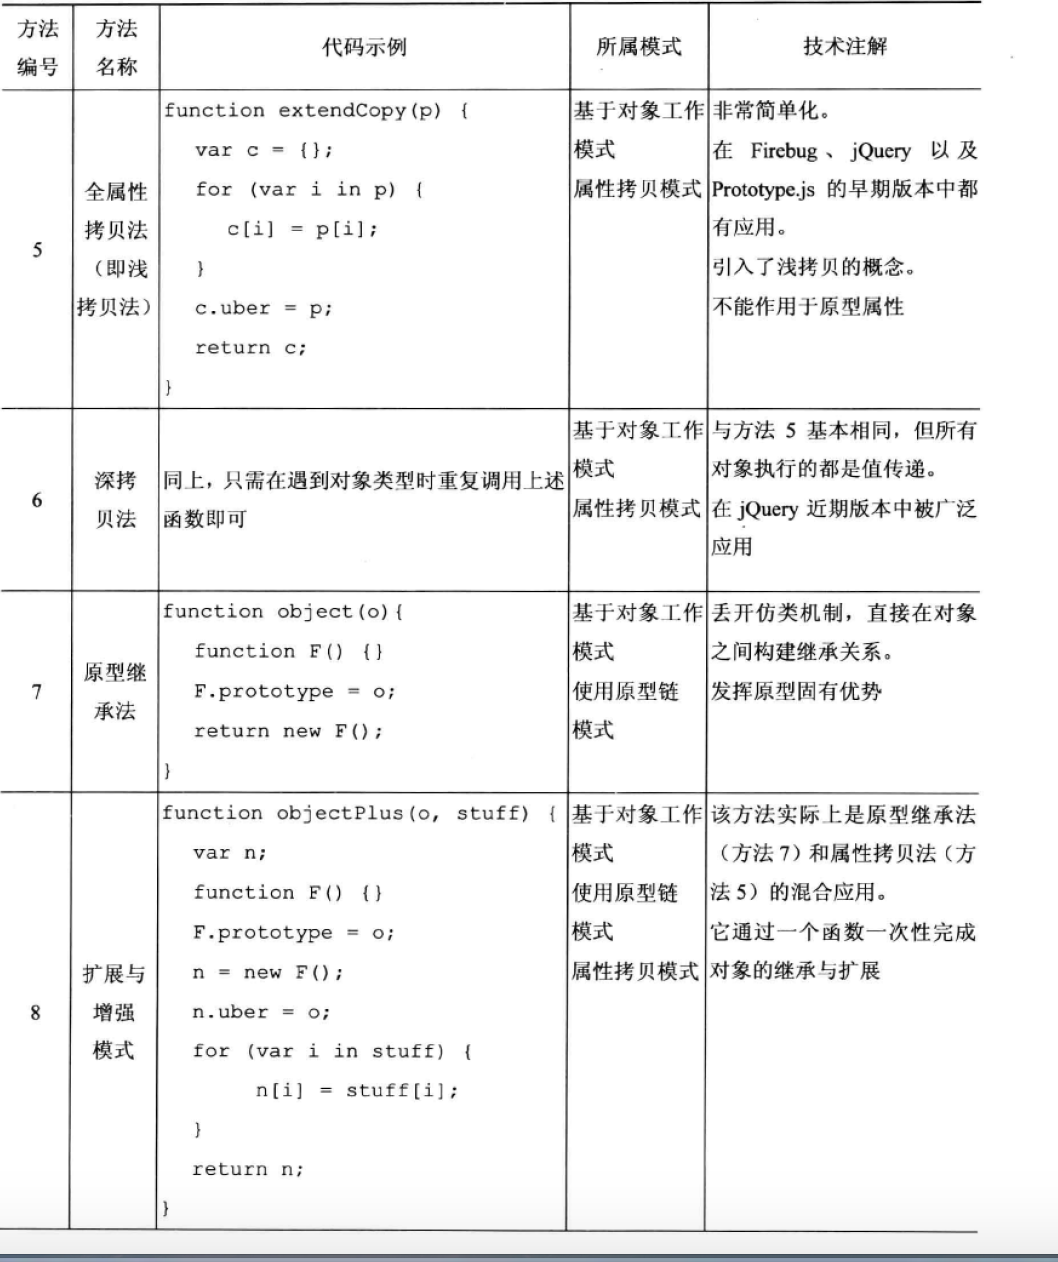 方法
编号
方法
名称
代码示例
所属模式
技术注解
5
全属性
拷贝法
（即浅
拷贝法）
function extendCopy(p) {
var c = {};
for (var i in p) {
c[i] = p[i];
}
c.uber = p;
return c;
}
基于对象工作
模式
属性拷贝模式
非常简单化。
在 Firebug、jQuery 以及
Prototype.js 的早期版本中都
有应用。
引入了浅拷贝的概念。
不能作用于原型属性
6
深拷
贝法
同上，只需在遇到对象类型时重复调用上述
函数即可
基于对象工作
模式
属性拷贝模式
与方法 5 基本相同，但所有
对象执行的都是值传递。
在 jQuery 近期版本中被广泛
应用
7
原型继
承法
function object(o){
function F() {}
F.prototype = o;
return new F();
}
基于对象工作
模式
使用原型链
模式
丢开仿类机制，直接在对象
之间构建继承关系。
发挥原型固有优势
8
扩展与
增强
模式
function objectPlus(o, stuff) {
var n;
function F() {}
F.prototype = o;
n = new F();
n.uber = o;
for (var i in stuff) {
n[i] = stuff[i];
}
return n;
}
基于对象工作
模式
使用原型链
模式
属性拷贝模式
该方法实际上是原型继承法
（方法 7）和属性拷贝法（方
法 5）的混合应用。
它通过一个函数一次性完成
对象的继承与扩展